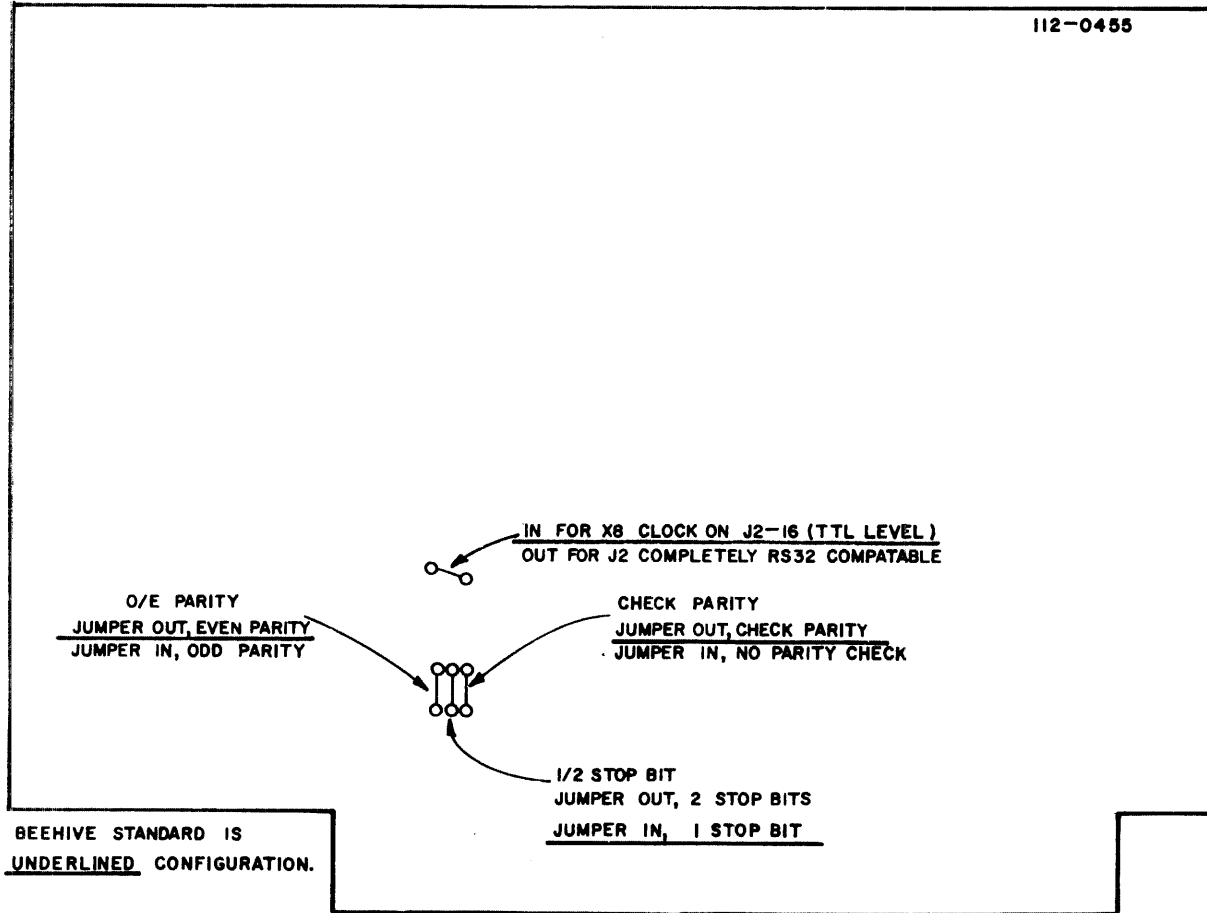 112-0455
IN FOR X8 CLOCK ON J2-16 (TTL LEVEL)
OUT FOR J2 COMPLETELY RS32 COMPATABLE
O/E PARITY
JUMPER OUT, EVEN PARITY
JUMPER IN, ODD PARITY
CHECK PARITY
JUMPER OUT, CHECK PARITY
JUMPER IN, NO PARITY CHECK
1/2 STOP BIT
JUMPER OUT, 2 STOP BITS
JUMPER IN, 1 STOP BIT
BEEHIVE STANDARD IS
UNDERLINED CONFIGURATION.